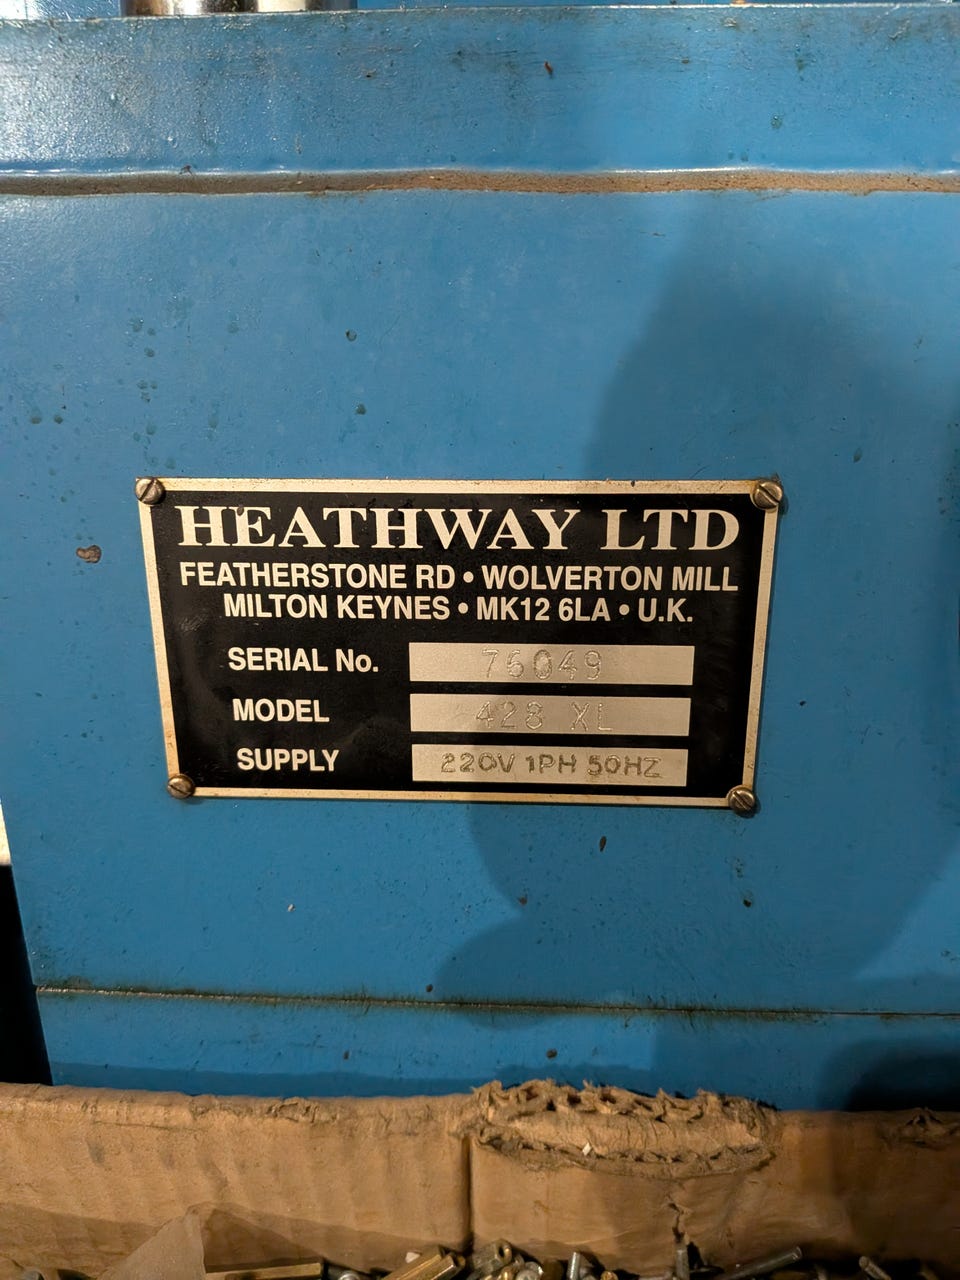 HEATHWAY LTD
FEATHERSTONE RD • WOLVERTON MILL
MILTON KEYNES • MK12 6LA • U.K.
SERIAL No. 76049
MODEL 428 XL
SUPPLY 220V 1PH 50HZ